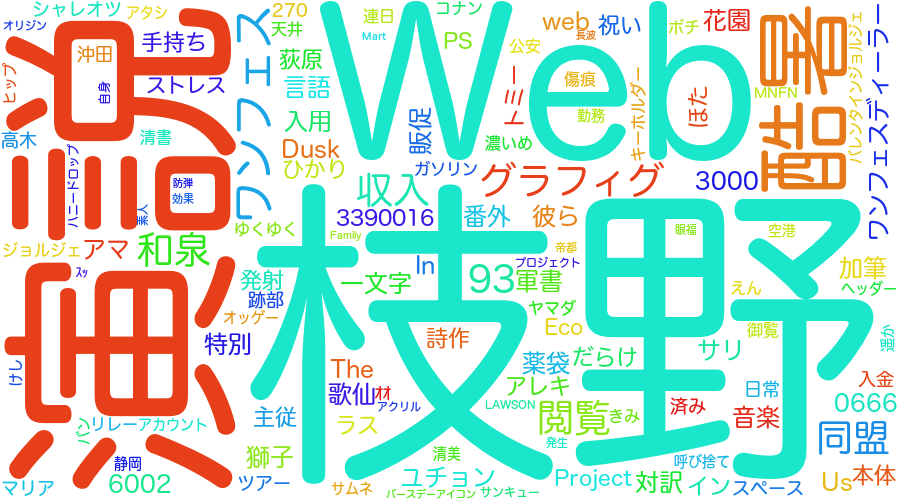 シャレオツ
アタシ
オリジン
沖田
手持ち
自身
ヒップ
ストレス
高木
清書
ハニードロップ
防弾
効果
素人
演説
ワンフェス
270
天井
連日
コナン
Mart
PS
荻原
言語
入用
Dusk
ひかり
Web
web
祝い
長波
公安
傷痕
勤務
トミー
販促
濃いめ
ガソリン
キーホルダー
ポチ
花園
ほた
MNFN
酷暑
バレンタインジョルジェ
ワンフェスディーラー
収入
グラフィグ
3000
3390016
番外
彼ら
ゆくゆく
Family
ジョルジェ
アマ
和泉
枝野
眼福
空港
帝都
In
93
プロジェクト
軍書
加筆
発射
一文字
跡部
オッゲー
ヤマダ
えん
ヘッダー
Eco
御覧
遥か
特別
詩作
サリ
The
薬袋
だらけ
けし
歌仙
アクリル
アレキ
日常
入金
LAWSON
閲覧
きみ
済み
0666
主従
ラス
音楽
バン
リレーアカウント
発生
同盟
獅子
清美
静岡
呼び捨て
マリア
6002
ツアー
サムネ
ユチョン
バースデーアイコン
サンキュー
Project
対訳
イン
スペース
Us
本体